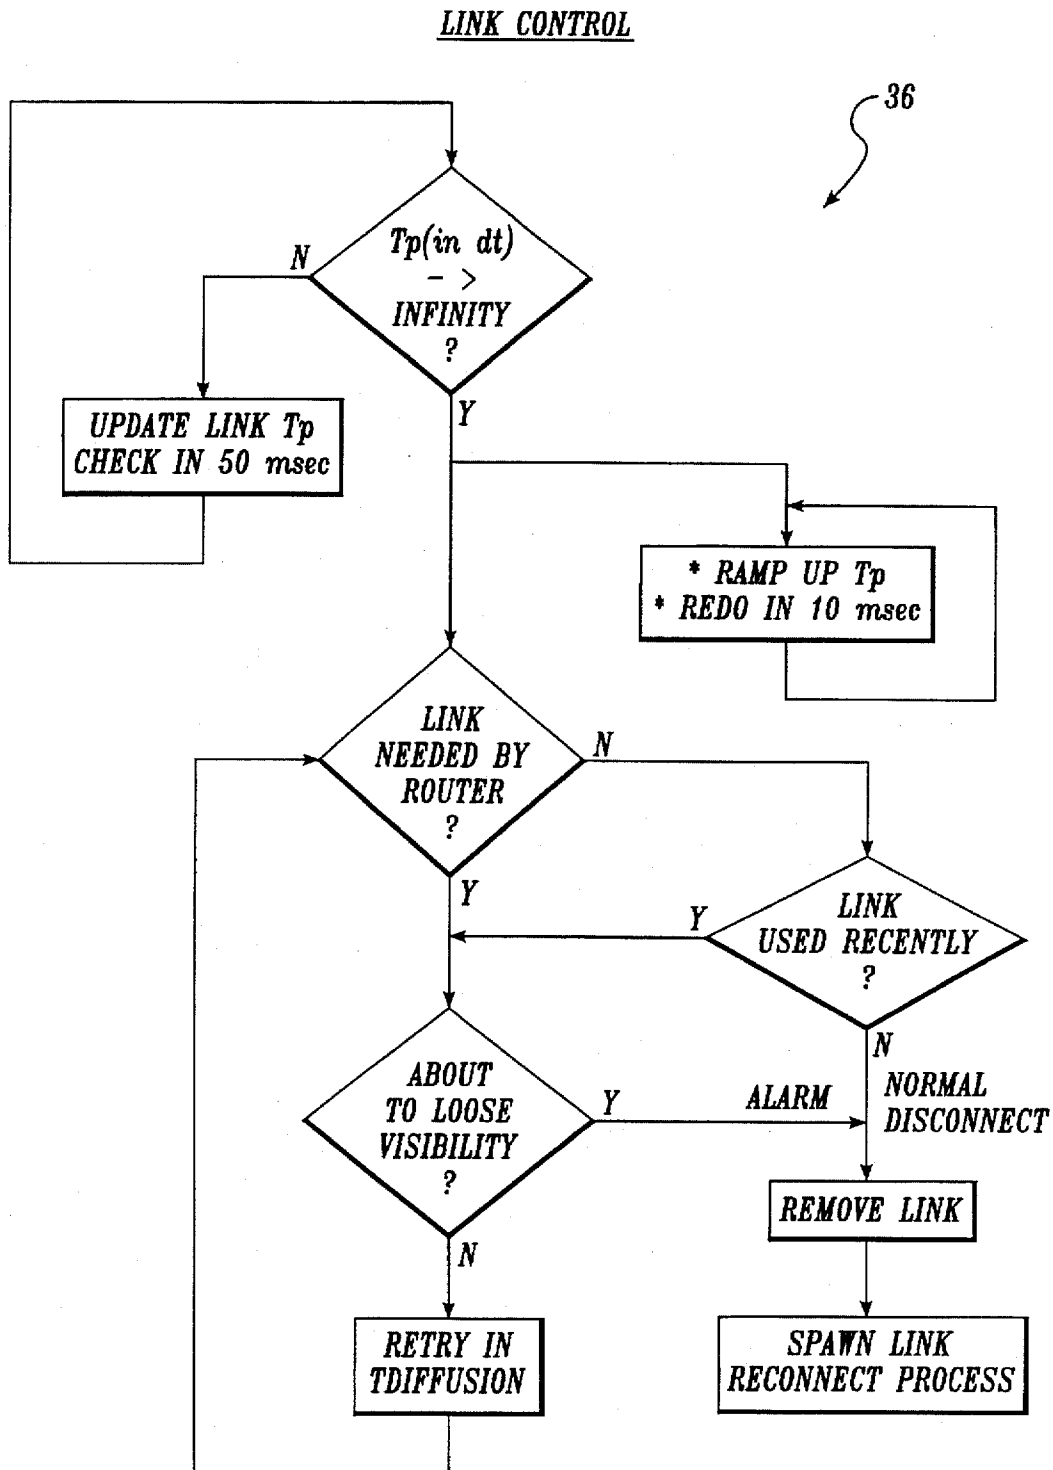 LINK CONTROL
36
Tp(in dt)
- >
INFINITY
?
N
Y
UPDATE LINK Tp
CHECK IN 50 msec
* RAMP UP Tp
* REDO IN 10 msec
LINK
NEEDED BY
ROUTER
?
N
Y
LINK
USED RECENTLY
?
Y
N
NORMAL
DISCONNECT
ABOUT
TO LOOSE
VISIBILITY
?
Y
ALARM
N
REMOVE LINK
RETRY IN
TDIFFUSION
SPAWN LINK
RECONNECT PROCESS